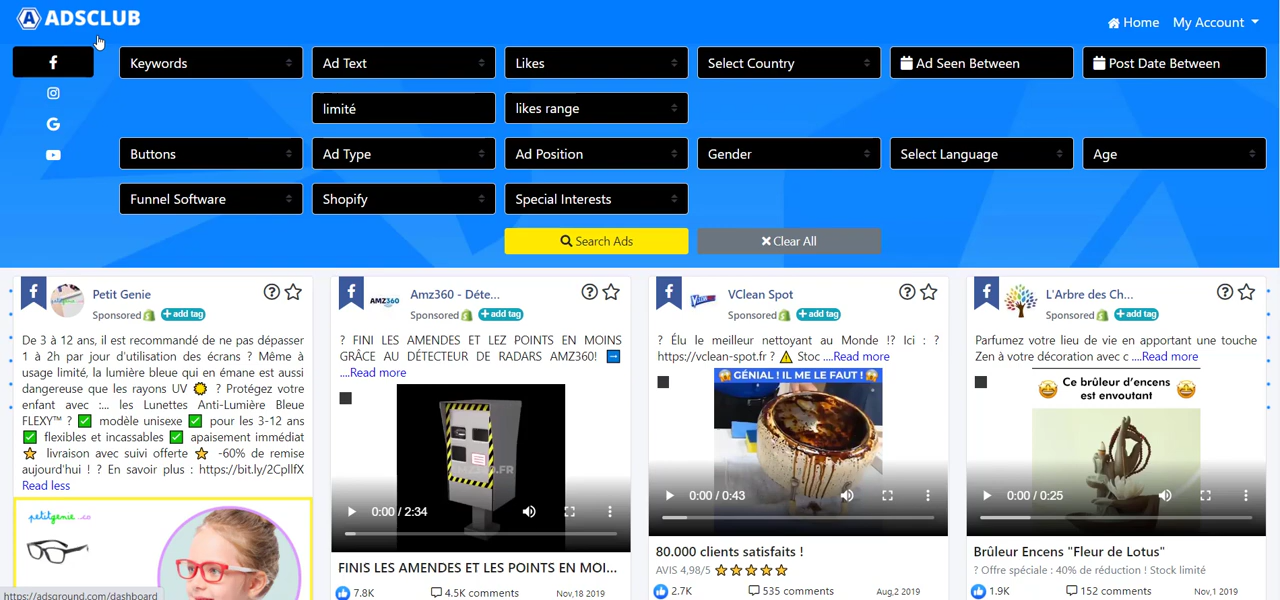 ADSCLUB
Home My Account
Keywords Ad Text Likes Select Country Ad Seen Between Post Date Between
limité likes range
Buttons Ad Type Ad Position Gender Select Language Age
Funnel Software Shopify Special Interests
Search Ads Clear All
Petit Genie
Sponsored add tag
De 3 à 12 ans, il est recommandé de ne pas dépasser
1 à 2h par jour d'utilisation des écrans ? Même à
usage limité, la lumière bleue qui en émane est aussi
dangereuse que les rayons UV ? Protégez votre
enfant avec :... les Lunettes Anti-Lumière Bleue
FLEXY™ ? ✅ modèle unisexe ✅ pour les 3-12 ans
✅ flexibles et incassables ✅ apaisement immédiat
⭐ livraison avec suivi offerte ⭐ -60% de remise
aujourd'hui ! ? En savoir plus : https://bit.ly/2CpllfX
Read less
petitgenie.co
Amz360 - Déte...
AMZ360
Sponsored add tag
? FINI LES AMENDES ET LEZ POINTS EN MOINS
GRÂCE AU DÉTECTEUR DE RADARS AMZ360! ➡
....Read more
AMZ360.FR
0:00 / 2:34
FINIS LES AMENDES ET LES POINTS EN MOI...
7.8K 4.5K comments Nov,18 2019
VClean Spot
Sponsored add tag
? Élu le meilleur nettoyant au Monde !? Ici : ?
https://vclean-spot.fr ? ⚠ Stoc ....Read more
GÉNIAL! IL ME LE FAUT !
0:00 / 0:43
80.000 clients satisfaits !
AVIS 4,98/5 ⭐⭐⭐⭐⭐
2.7K 535 comments Aug,2 2019
L'Arbre des Ch...
Sponsored add tag
Parfumez votre lieu de vie en apportant une touche
Zen à votre décoration avec c ....Read more
Ce brûleur d'encens
est envoutant
0:00 / 0:25
Brûleur Encens "Fleur de Lotus"
? Offre spéciale : 40% de réduction ! Stock limité
1.9K 152 comments Nov,1 2019
https://adsground.com/dashboard